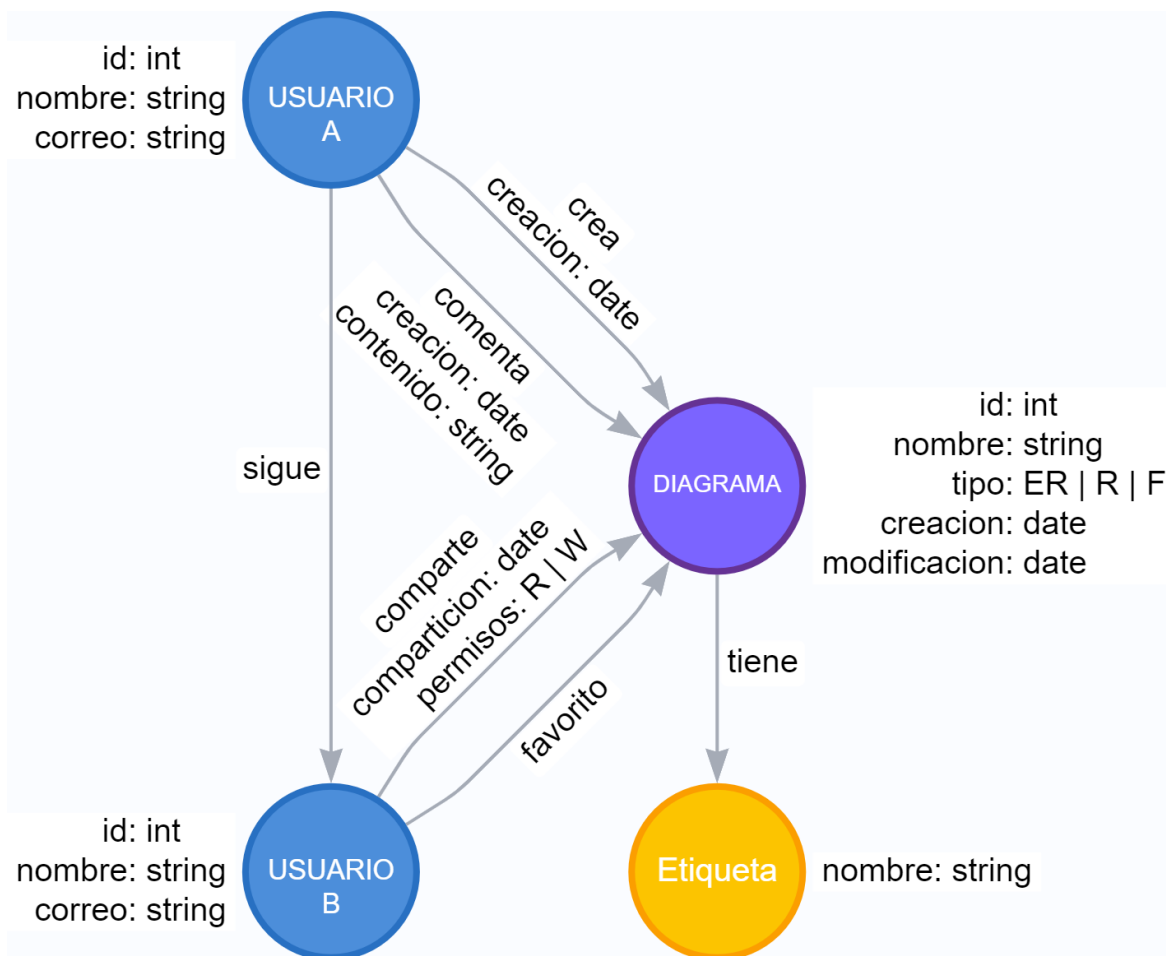 id: int
nombre: string
correo: string
USUARIO
A
crea
creacion: date
comenta
creacion: date
contenido: string
sigue
DIAGRAMA
id: int
nombre: string
tipo: ER | R | F
creacion: date
modificacion: date
comparte
comparticion: date
permisos: R | W
favorito
tiene
id: int
nombre: string
correo: string
USUARIO
B
Etiqueta
nombre: string